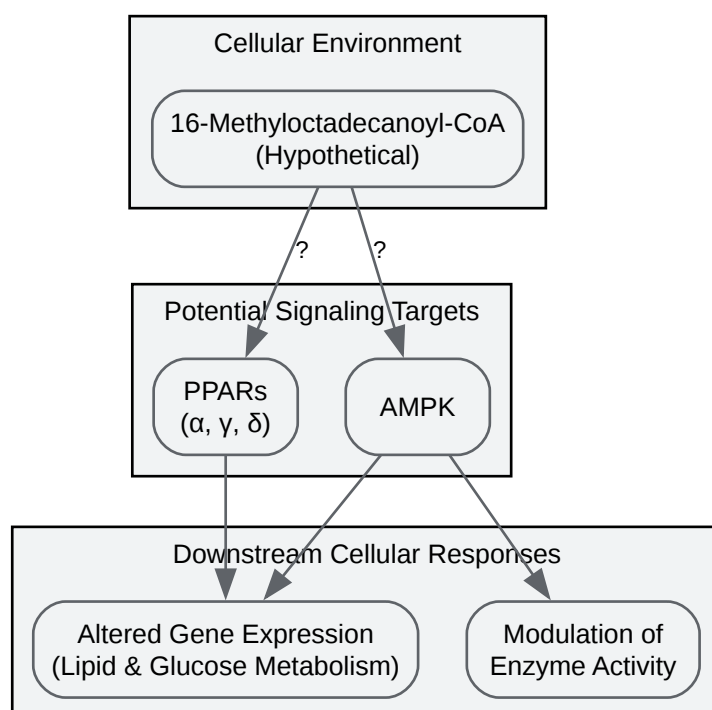 Cellular Environment
16-Methyloctadecanoyl-CoA
(Hypothetical)
?
?
Potential Signaling Targets
PPARs
(α, γ, δ)
AMPK
Downstream Cellular Responses
Altered Gene Expression
(Lipid & Glucose Metabolism)
Modulation of
Enzyme Activity